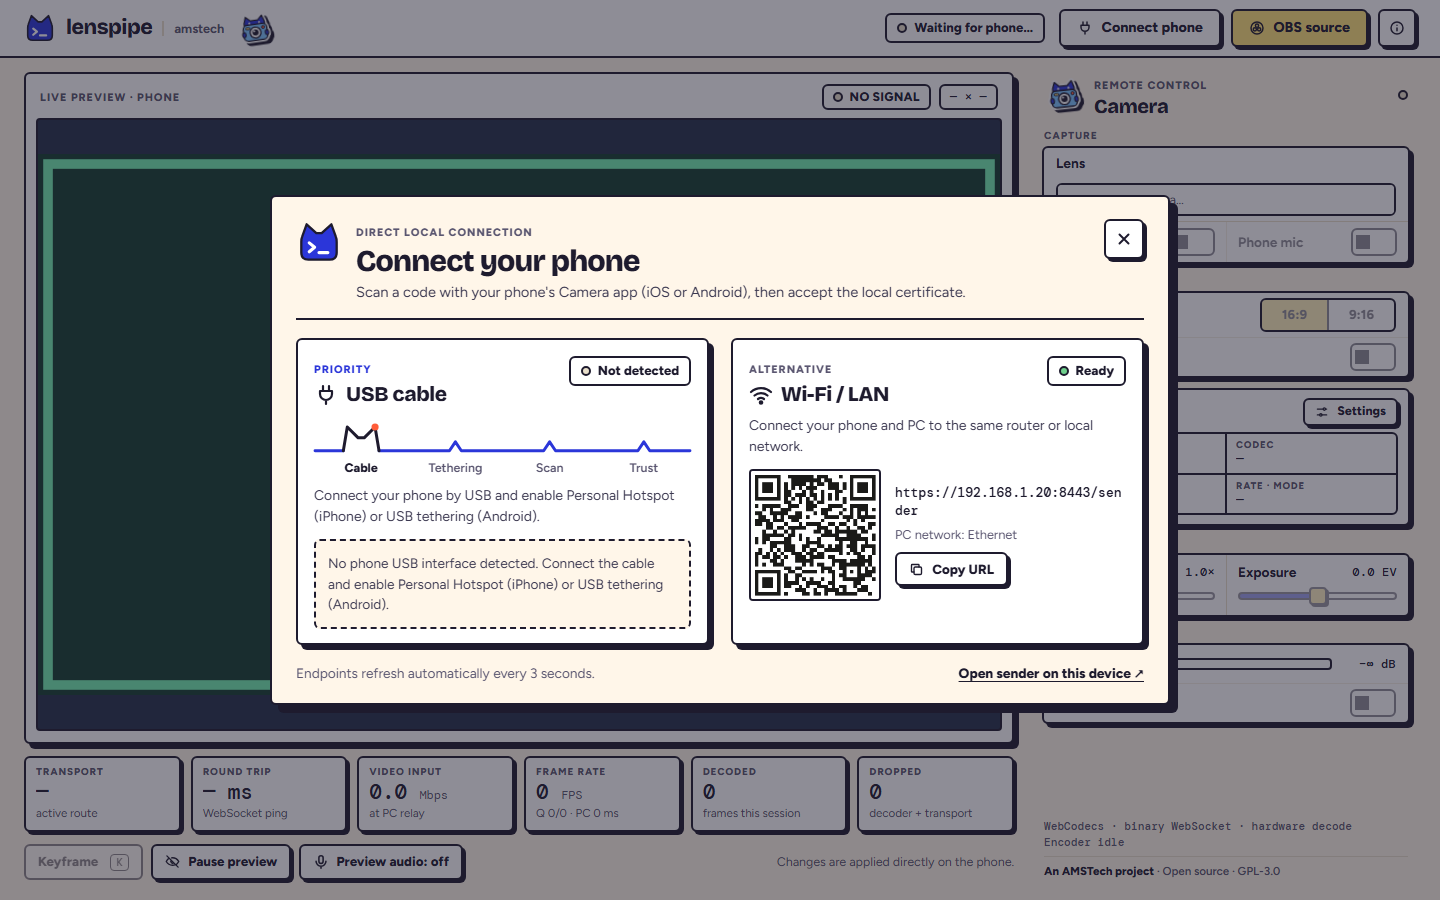 lenspipe
amstech
Waiting for phone...
Connect phone
OBS source
LIVE PREVIEW · PHONE
NO SIGNAL
— × —
REMOTE CONTROL
Camera
CAPTURE
Lens
Phone mic
16:9
9:16
Settings
CODEC
—
RATE · MODE
—
1.0×
Exposure
0.0 EV
-∞ dB
DIRECT LOCAL CONNECTION
Connect your phone
Scan a code with your phone's Camera app (iOS or Android), then accept the local certificate.
PRIORITY
USB cable
Not detected
Cable
Tethering
Scan
Trust
Connect your phone by USB and enable Personal Hotspot
(iPhone) or USB tethering (Android).
No phone USB interface detected. Connect the cable
and enable Personal Hotspot (iPhone) or USB tethering
(Android).
ALTERNATIVE
Wi-Fi / LAN
Ready
Connect your phone and PC to the same router or local
network.
https://192.168.1.20:8443/sen
der
PC network: Ethernet
Copy URL
Endpoints refresh automatically every 3 seconds.
Open sender on this device ↗
TRANSPORT
—
active route
ROUND TRIP
— ms
WebSocket ping
VIDEO INPUT
0.0 Mbps
at PC relay
FRAME RATE
0 FPS
Q 0/0 · PC 0 ms
DECODED
0
frames this session
DROPPED
0
decoder + transport
Keyframe K
Pause preview
Preview audio: off
Changes are applied directly on the phone.
WebCodecs · binary WebSocket · hardware decode
Encoder idle
An AMSTech project · Open source · GPL-3.0